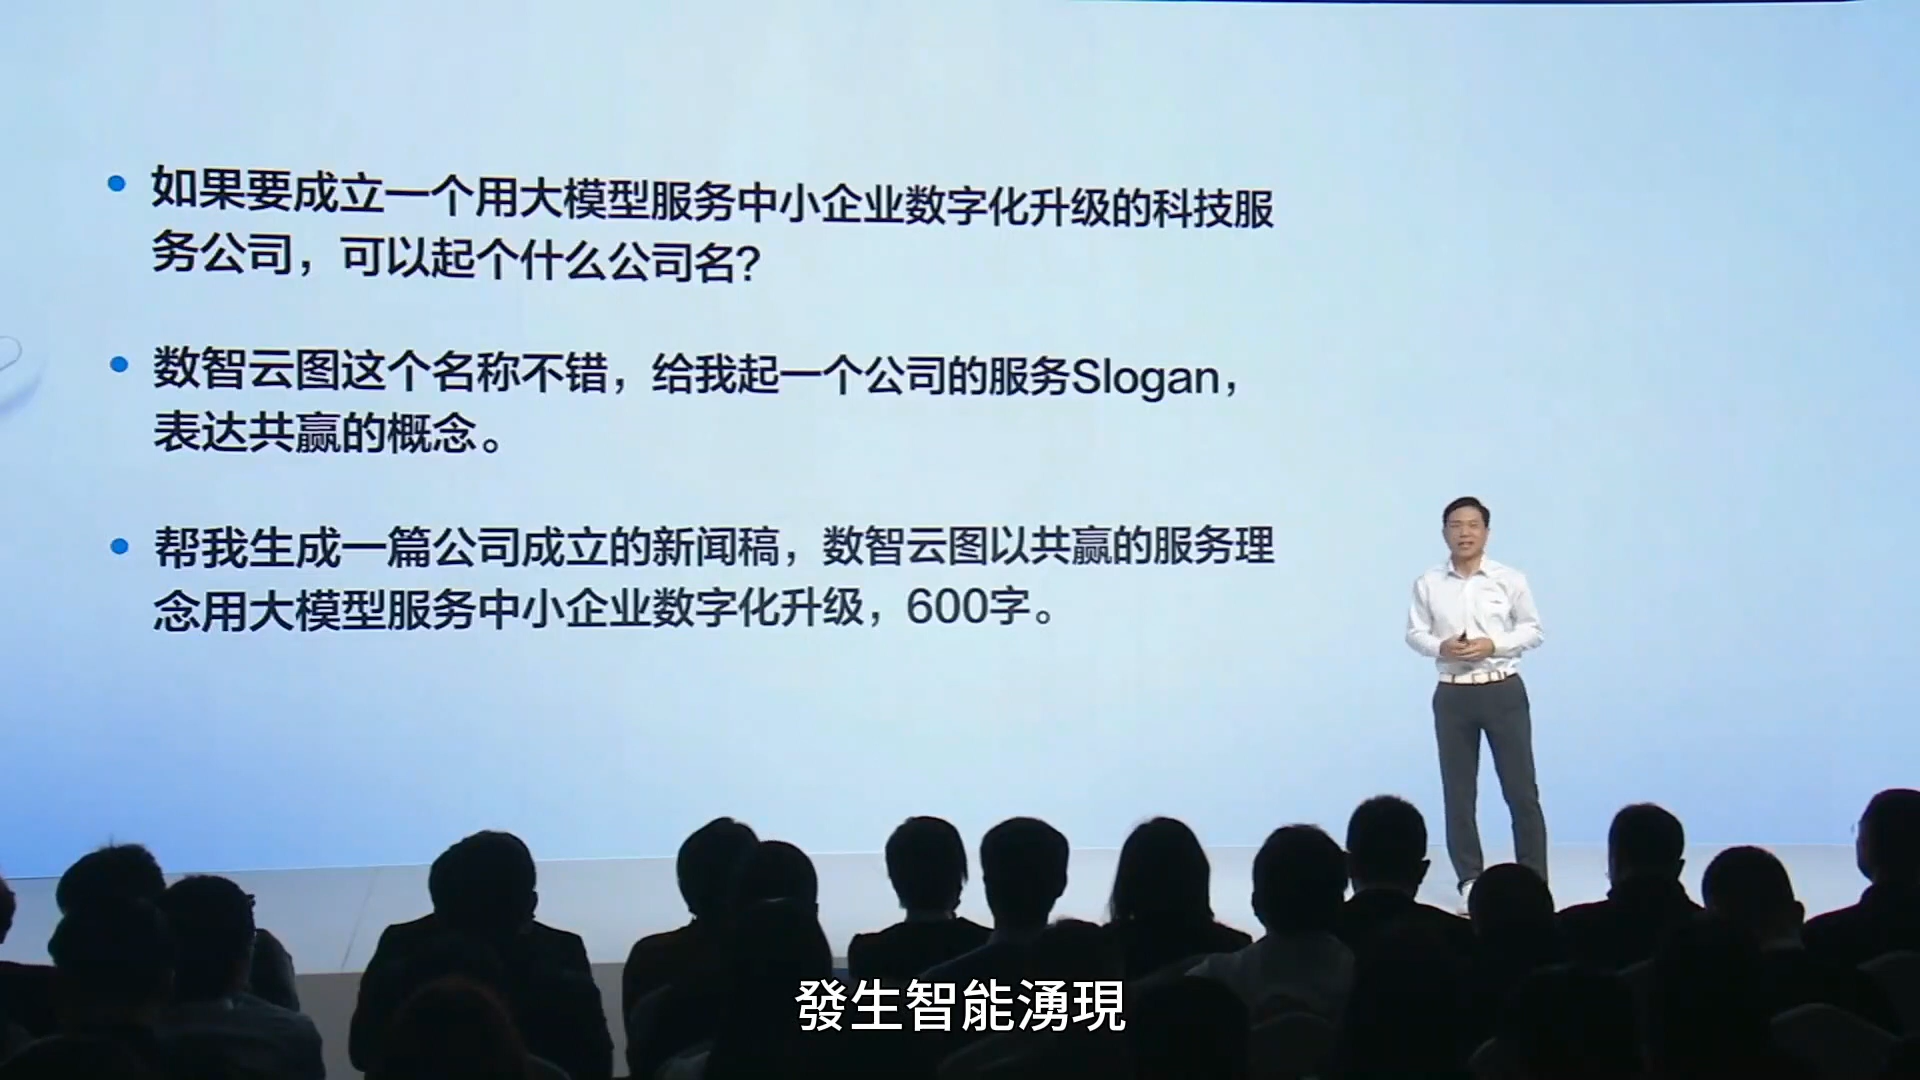 如果要成立一个用大模型服务中小企业数字化升级的科技服
务公司，可以起个什么公司名？
数智云图这个名称不错，给我起一个公司的服务Slogan，
表达共赢的概念。
帮我生成一篇公司成立的新闻稿，数智云图以共赢的服务理
念用大模型服务中小企业数字化升级，600字。
發生智能湧現